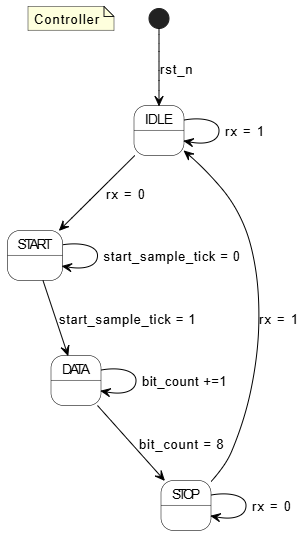 Controller
rst_n
IDLE
rx = 1
rx = 0
START
start_sample_tick = 0
start_sample_tick = 1
rx = 1
DATA
bit_count +=1
bit_count = 8
STOP
rx = 0